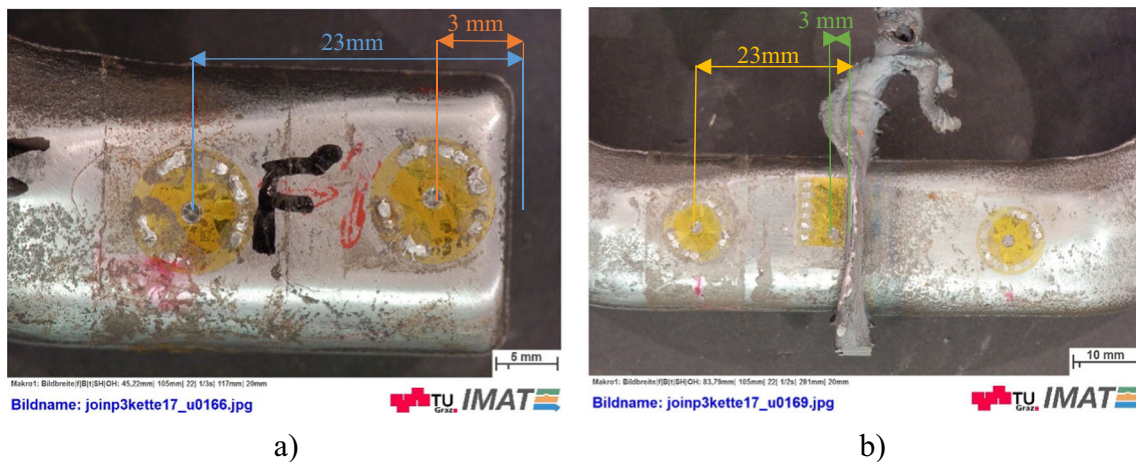 23mm
3 mm
5 mm
Makro1: Bildbreite|f|B|t|SH|OH: 45,22mm| 105mm| 22| 1/3s| 117mm| 20mm
Bildname: joinp3kette17_u0166.jpg
TU
Graz
IMAT
a)
3 mm
23mm
10 mm
Makro1: Bildbreite|f|B|t|SH|OH: 83,79mm| 105mm| 22| 1/2s| 281mm| 20mm
Bildname: joinp3kette17_u0169.jpg
TU
Graz
IMAT
b)